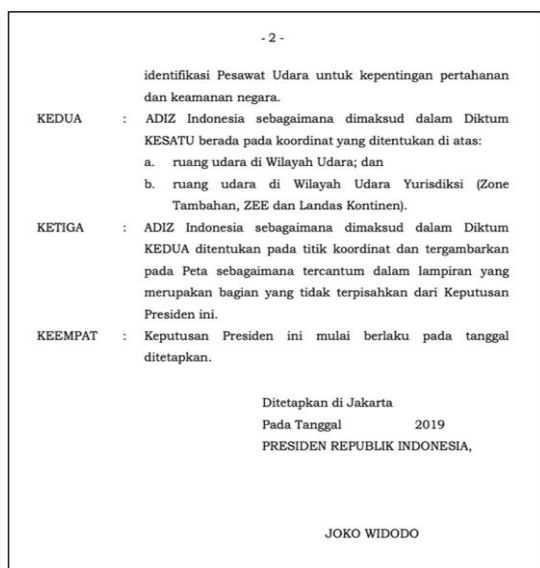 - 2 -
identifikasi Pesawat Udara untuk kepentingan pertahanan
dan keamanan negara.
KEDUA : ADIZ Indonesia sebagaimana dimaksud dalam Diktum
KESATU berada pada koordinat yang ditentukan di atas:
a. ruang udara di Wilayah Udara; dan
b. ruang udara di Wilayah Udara Yurisdiksi (Zone
Tambahan, ZEE dan Landas Kontinen).
KETIGA : ADIZ Indonesia sebagaimana dimaksud dalam Diktum
KEDUA ditentukan pada titik koordinat dan tergambarkan
pada Peta sebagaimana tercantum dalam lampiran yang
merupakan bagian yang tidak terpisahkan dari Keputusan
Presiden ini.
KEEMPAT : Keputusan Presiden ini mulai berlaku pada tanggal
ditetapkan.
Ditetapkan di Jakarta
Pada Tanggal 2019
PRESIDEN REPUBLIK INDONESIA,
JOKO WIDODO